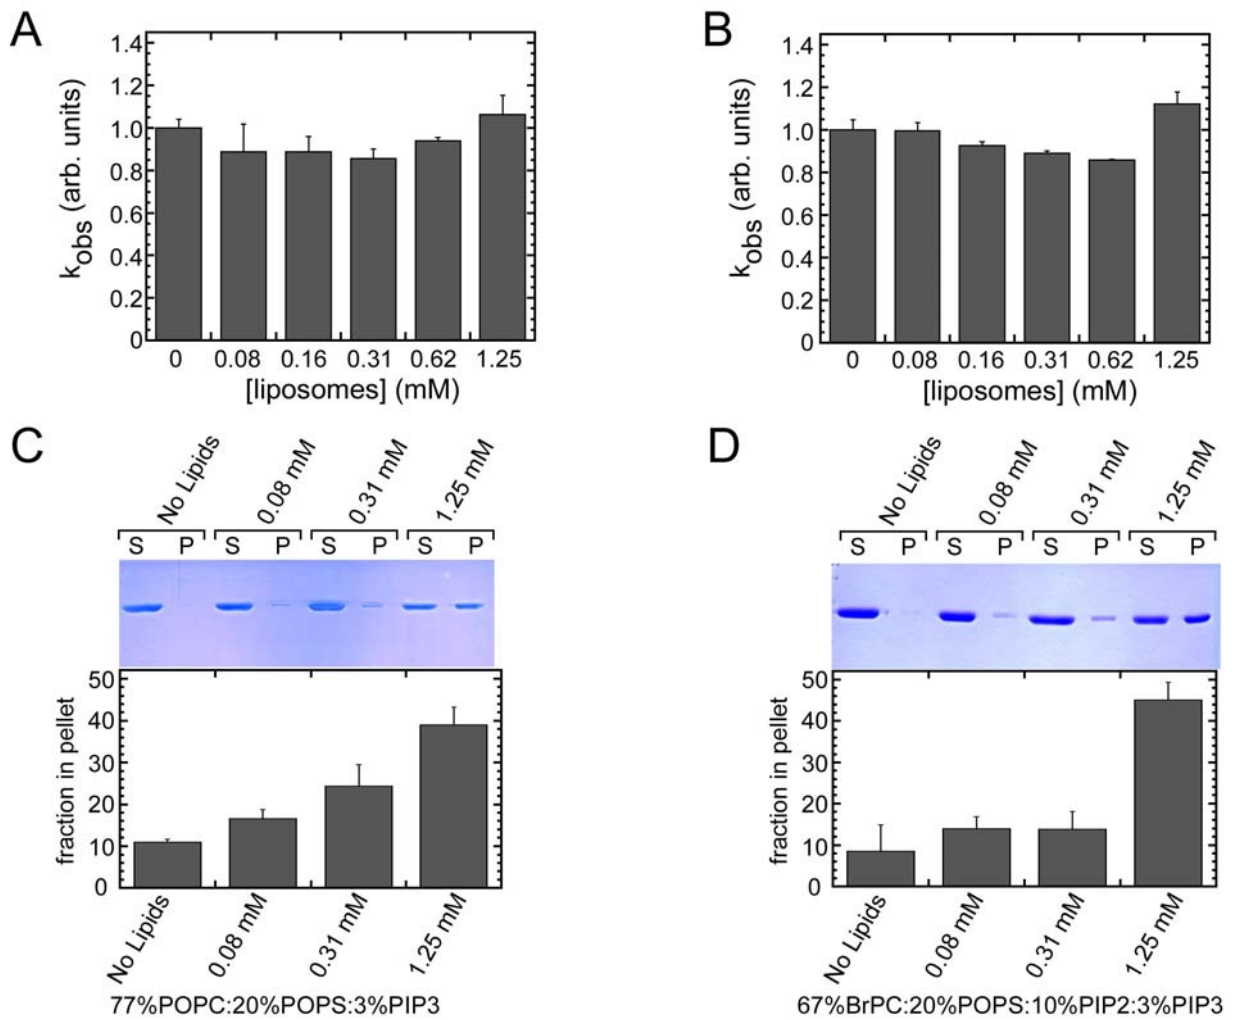 A
B
1.4
1.2
1.0
0.8
0.6
0.4
0.2
0
kobs (arb. units)
0 0.08 0.16 0.31 0.62 1.25
[liposomes] (mM)
1.4
1.2
1.0
0.8
0.6
0.4
0.2
0
kobs (arb. units)
0 0.08 0.16 0.31 0.62 1.25
[liposomes] (mM)
C
No Lipids 0.08 mM 0.31 mM 1.25 mM
S P S P S P S P
50
40
30
20
10
0
fraction in pellet
No Lipids 0.08 mM 0.31 mM 1.25 mM
77%POPC:20%POPS:3%PIP3
D
No Lipids 0.08 mM 0.31 mM 1.25 mM
S P S P S P S P
50
40
30
20
10
0
fraction in pellet
No Lipids 0.08 mM 0.31 mM 1.25 mM
67%BrPC:20%POPS:10%PIP2:3%PIP3